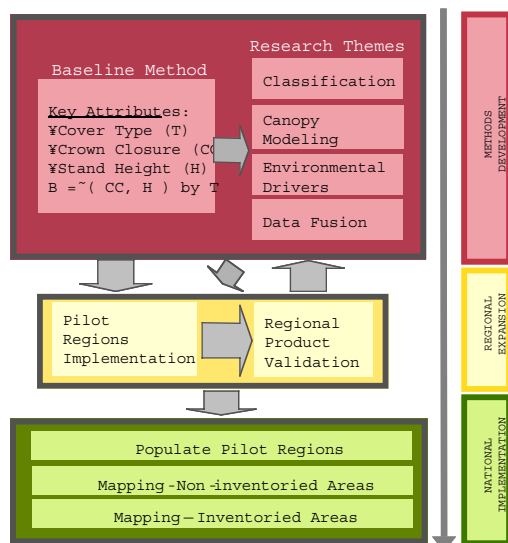 Research Themes
Baseline Method
Key Attributes:
¥Cover Type (T)
¥Crown Closure (CC
¥Stand Height (H)
B =~( CC, H ) by T
Classification
Canopy
Modeling
Environmental
Drivers
Data Fusion
Pilot
Regions
Implementation
Regional
Product
Validation
Populate Pilot Regions
Mapping-Non-inventoried Areas
Mapping—Inventoried Areas
METHODS
DEVELOPMENT
REGIONAL
EXPANSION
NATIONAL
IMPLEMENTATION